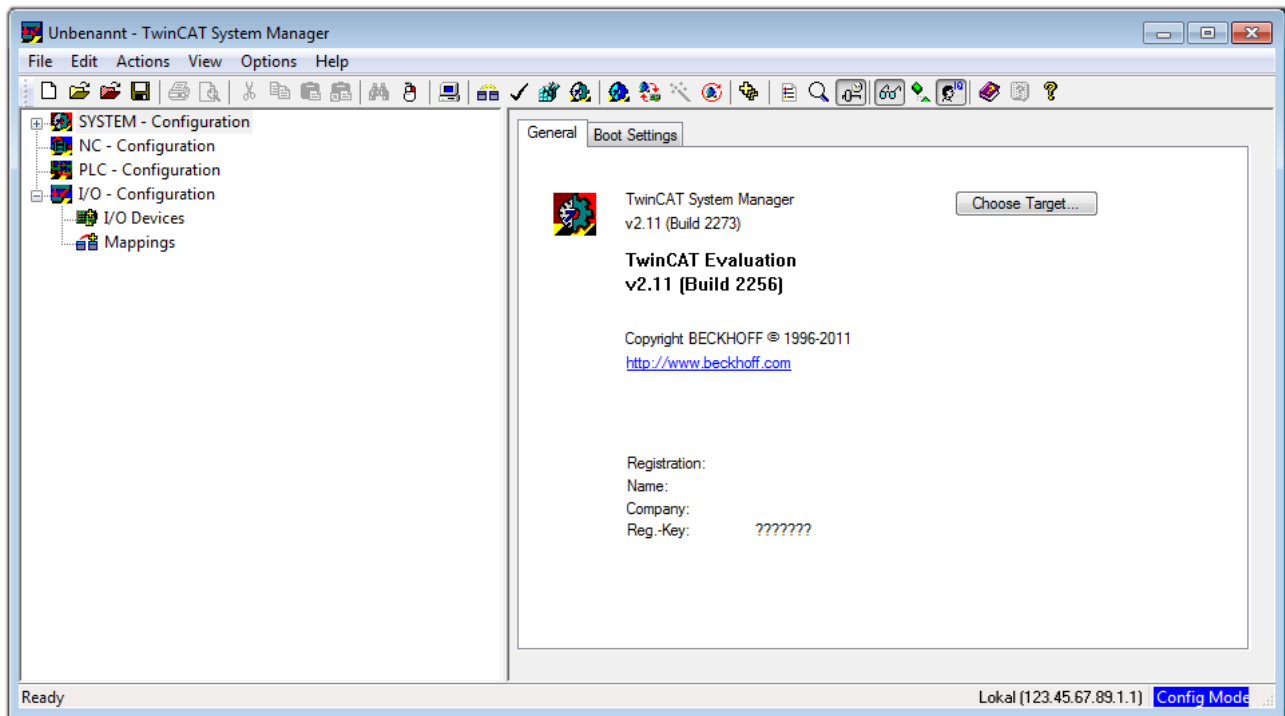 Unbenannt - TwinCAT System Manager
File Edit Actions View Options Help
SYSTEM - Configuration
NC - Configuration
PLC - Configuration
I/O - Configuration
I/O Devices
Mappings
General Boot Settings
TwinCAT System Manager
v2.11 (Build 2273)
Choose Target...
TwinCAT Evaluation
v2.11 (Build 2256)
Copyright BECKHOFF © 1996-2011
http://www.beckhoff.com
Registration:
Name:
Company:
Reg.-Key: ???????
Ready Lokal (123.45.67.89.1.1) Config Mode